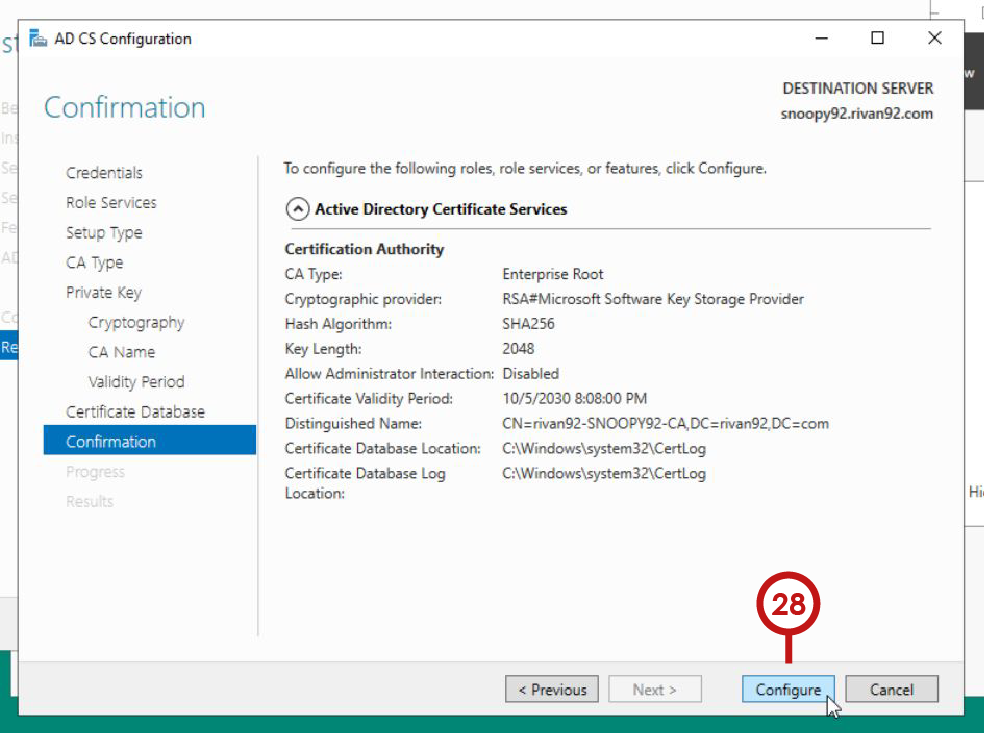 AD CS Configuration
Confirmation
DESTINATION SERVER
snoopy92.rivan92.com
Credentials
Role Services
Setup Type
CA Type
Private Key
Cryptography
CA Name
Validity Period
Certificate Database
Confirmation
Progress
Results
To configure the following roles, role services, or features, click Configure.
Active Directory Certificate Services
Certification Authority
CA Type: Enterprise Root
Cryptographic provider: RSA#Microsoft Software Key Storage Provider
Hash Algorithm: SHA256
Key Length: 2048
Allow Administrator Interaction: Disabled
Certificate Validity Period: 10/5/2030 8:08:00 PM
Distinguished Name: CN=rivan92-SNOOPY92-CA,DC=rivan92,DC=com
Certificate Database Location: C:\Windows\system32\CertLog
Certificate Database Log C:\Windows\system32\CertLog
Location:
28
< Previous Next > Configure Cancel